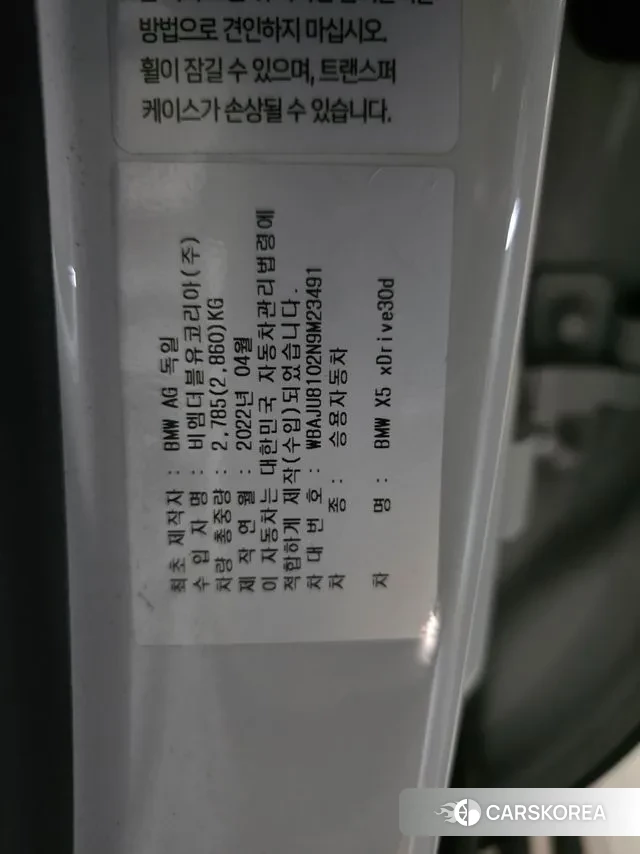 방법으로 견인하지 마십시오.
휠이 잠길 수 있으며, 트랜스퍼
케이스가 손상될 수 있습니다.
최초 제작자 : BMW AG 독일
수 입 자 명 : 비엠더블유코리아(주)
차량 총중량 : 2,785(2,860)KG
제 작 연 월 : 2022년 04월
이 자동차는 대한민국 자동차관리법령에
적합하게 제작(수입)되었습니다.
차 대 번 호 : WBAJU8102N9M23491
차 종 : 승용자동차
차 명 : BMW X5 xDrive30d
CARSKOREA